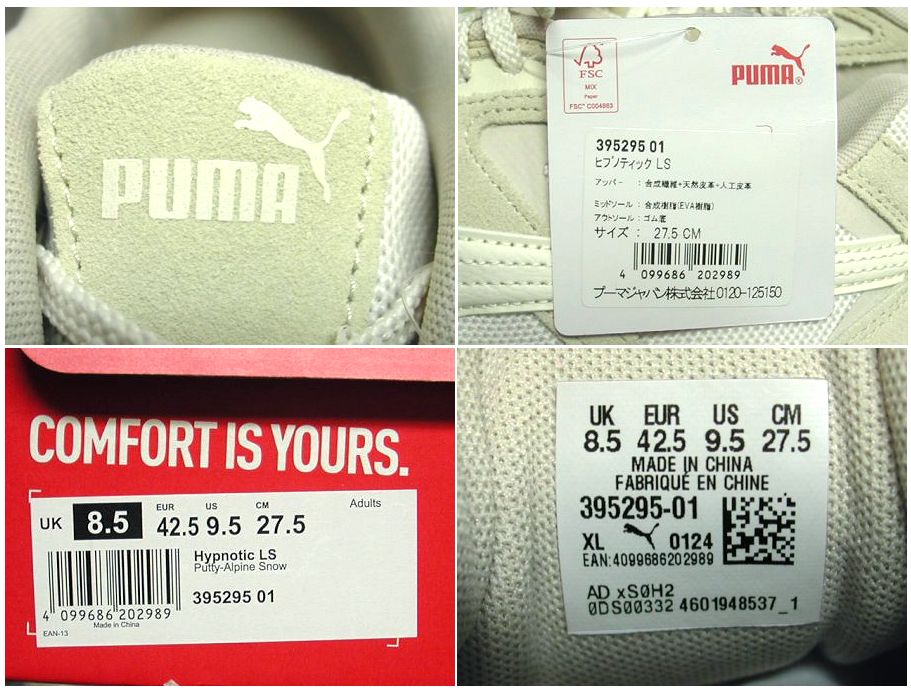 PUMA
FSC
MIX
Paper
FSC® C004863
PUMA®
395295 01
ヒプノティック LS
アッパー : 合成繊維+天然皮革+人工皮革
ミッドソール : 合成樹脂(EVA樹脂)
アウトソール : ゴム底
サイズ : 27.5 CM
4 099686 202989
プーマジャパン株式会社0120-125150
COMFORT IS YOURS.
UK 8.5 EUR 42.5 US 9.5 CM 27.5 Adults
Hypnotic LS
Putty-Alpine Snow
395295 01
4 099686 202989
Made in China
EAN-13
UK EUR US CM
8.5 42.5 9.5 27.5
MADE IN CHINA
FABRIQUÉ EN CHINE
395295-01
XL 0124
EAN:4099686202989
AD xS0H2
0DS00332 4601948537_1